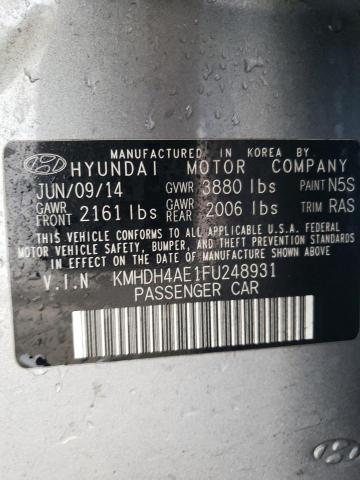 MANUFACTURED IN KOREA BY
HYUNDAI MOTOR COMPANY
JUN/09/14 GVWR 3880 lbs PAINT N5S
GAWR FRONT 2161 lbs GAWR REAR 2006 lbs TRIM RAS
THIS VEHICLE CONFORMS TO ALL APPLICABLE U.S.A. FEDERAL
MOTOR VEHICLE SAFETY, BUMPER, AND THEFT PREVENTION STANDARDS
IN EFFECT ON THE DATE OF MANUFACTURE SHOWN ABOVE.
V.I.N KMHDH4AE1FU248931
PASSENGER CAR